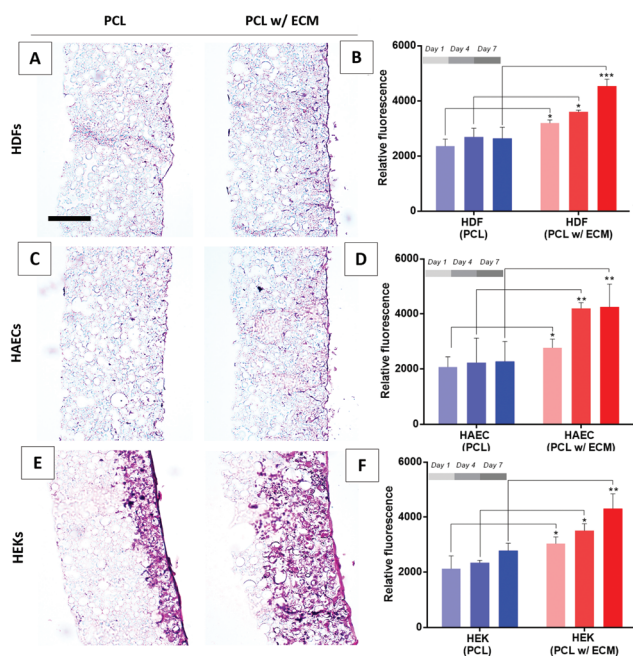 PCL
PCL w/ ECM
A
B
HDFs
Relative fluorescence
6000
4000
2000
0
Day 1 Day 4 Day 7
*
*
***
HDF
(PCL)
HDF
(PCL w/ ECM)
C
D
HAECs
Relative fluorescence
6000
4000
2000
0
Day 1 Day 4 Day 7
*
**
**
HAEC
(PCL)
HAEC
(PCL w/ ECM)
E
F
HEKs
Relative fluorescence
6000
4000
2000
0
Day 1 Day 4 Day 7
*
*
**
HEK
(PCL)
HEK
(PCL w/ ECM)